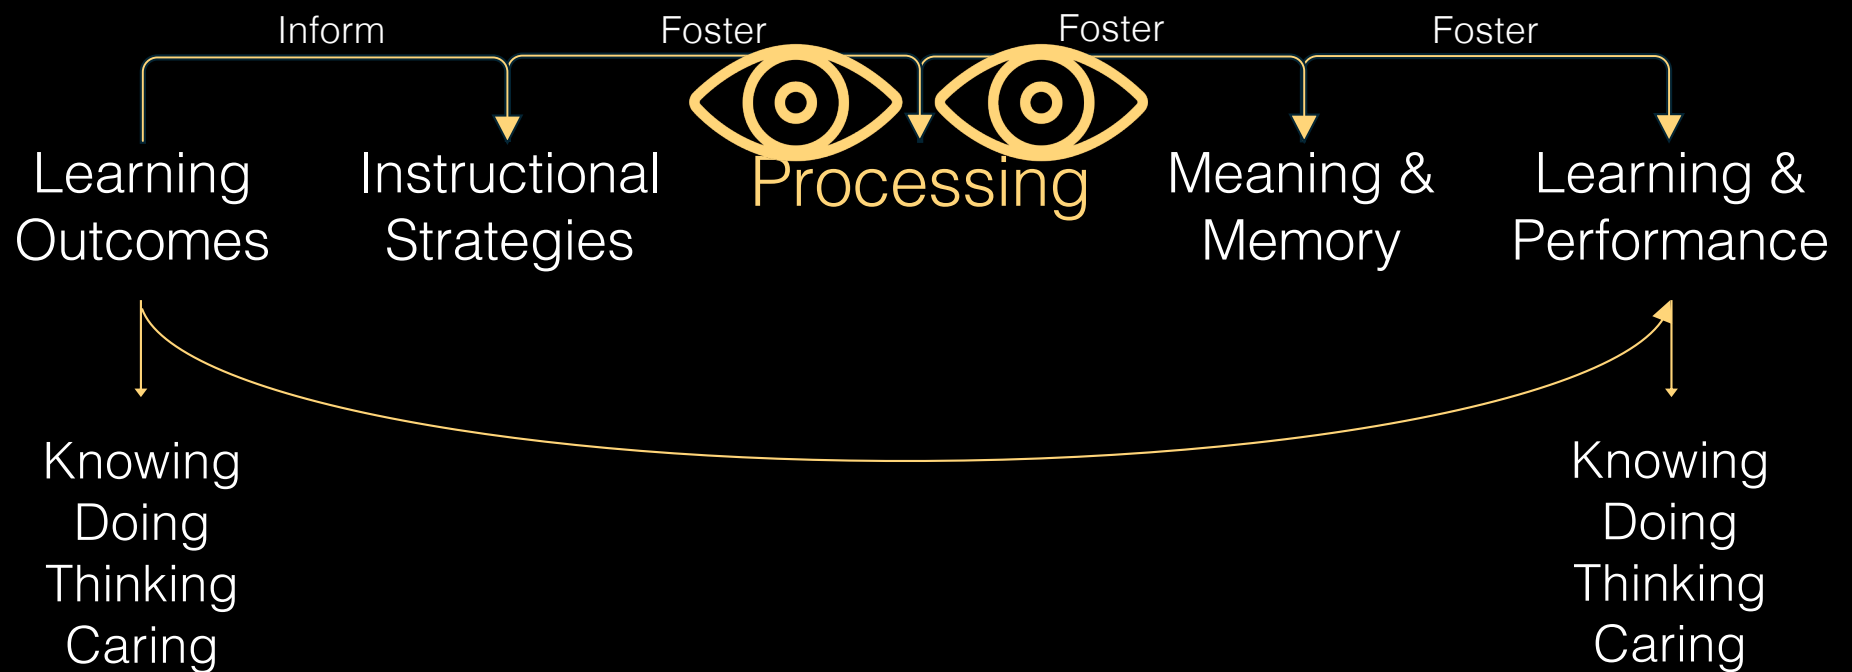 Inform
Foster
Foster
Foster
Learning
Outcomes
Instructional
Strategies
Processing
Meaning &
Memory
Learning &
Performance
Knowing
Doing
Thinking
Caring
Knowing
Doing
Thinking
Caring